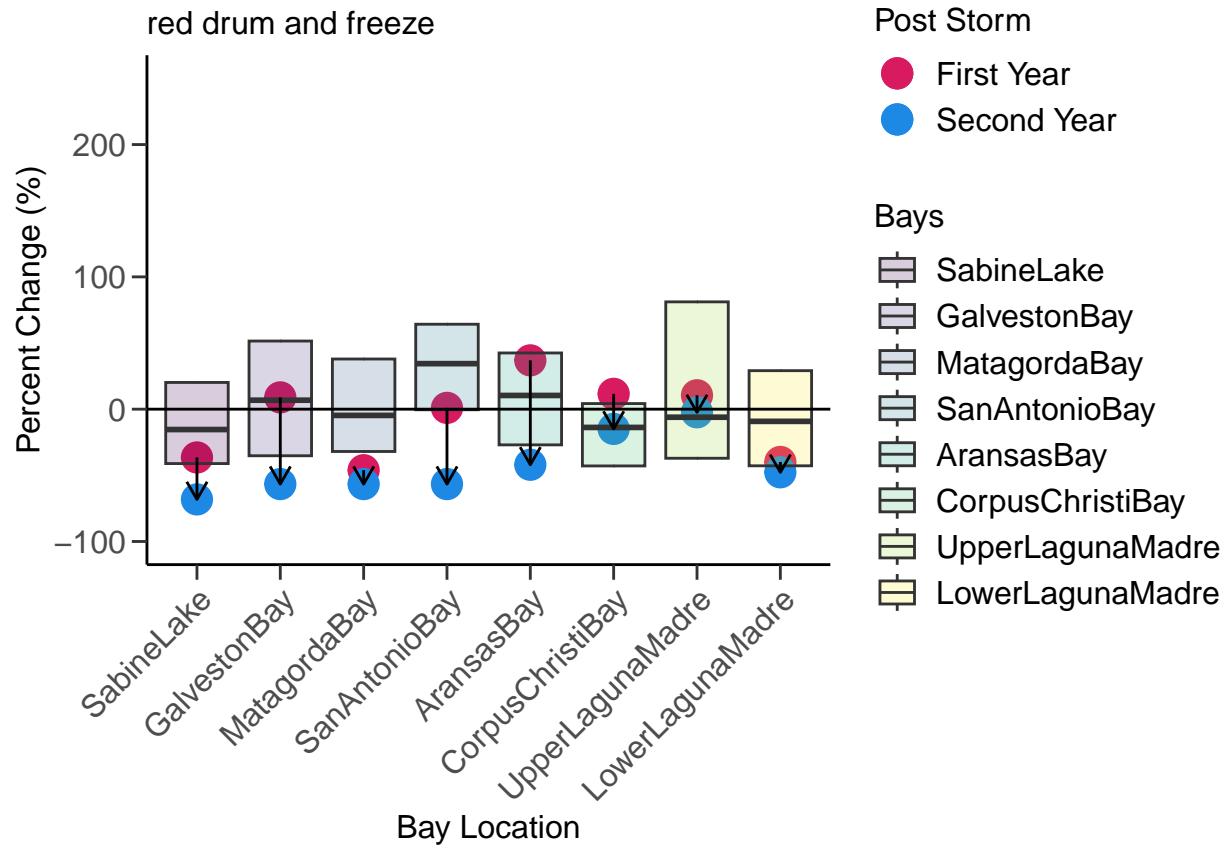 red drum and freeze
Percent Change (%)
200
100
0
−100
SabineLake
GalvestonBay
MatagordaBay
SanAntonioBay
AransasBay
CorpusChristiBay
UpperLagunaMadre
LowerLagunaMadre
Bay Location
Post Storm
First Year
Second Year
Bays
SabineLake
GalvestonBay
MatagordaBay
SanAntonioBay
AransasBay
CorpusChristiBay
UpperLagunaMadre
LowerLagunaMadre